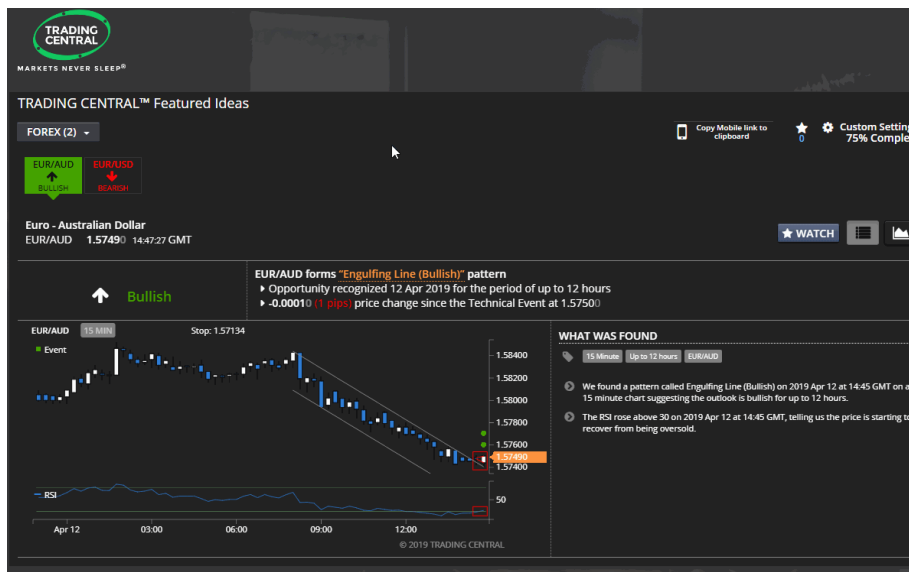 TRADING
CENTRAL
MARKETS NEVER SLEEP®
TRADING CENTRAL™ Featured Ideas
FOREX (2)
Copy Mobile link to
clipboard
0
Custom Setting
75% Comple
EUR/AUD
BULLISH
EUR/USD
BEARISH
Euro - Australian Dollar
EUR/AUD 1.57490 14:47:27 GMT
WATCH
Bullish
EUR/AUD forms "Engulfing Line (Bullish)" pattern
Opportunity recognized 12 Apr 2019 for the period of up to 12 hours
-0.00010 (1 pips) price change since the Technical Event at 1.57500
EUR/AUD 15 MIN Stop: 1.57134
Event
1.58400
1.58200
1.58000
1.57800
1.57600
1.57490
1.57400
RSI
50
Apr 12 03:00 06:00 09:00 12:00
© 2019 TRADING CENTRAL
WHAT WAS FOUND
15 Minute Up to 12 hours EUR/AUD
We found a pattern called Engulfing Line (Bullish) on 2019 Apr 12 at 14:45 GMT on a
15 minute chart suggesting the outlook is bullish for up to 12 hours.
The RSI rose above 30 on 2019 Apr 12 at 14:45 GMT, telling us the price is starting to
recover from being oversold.